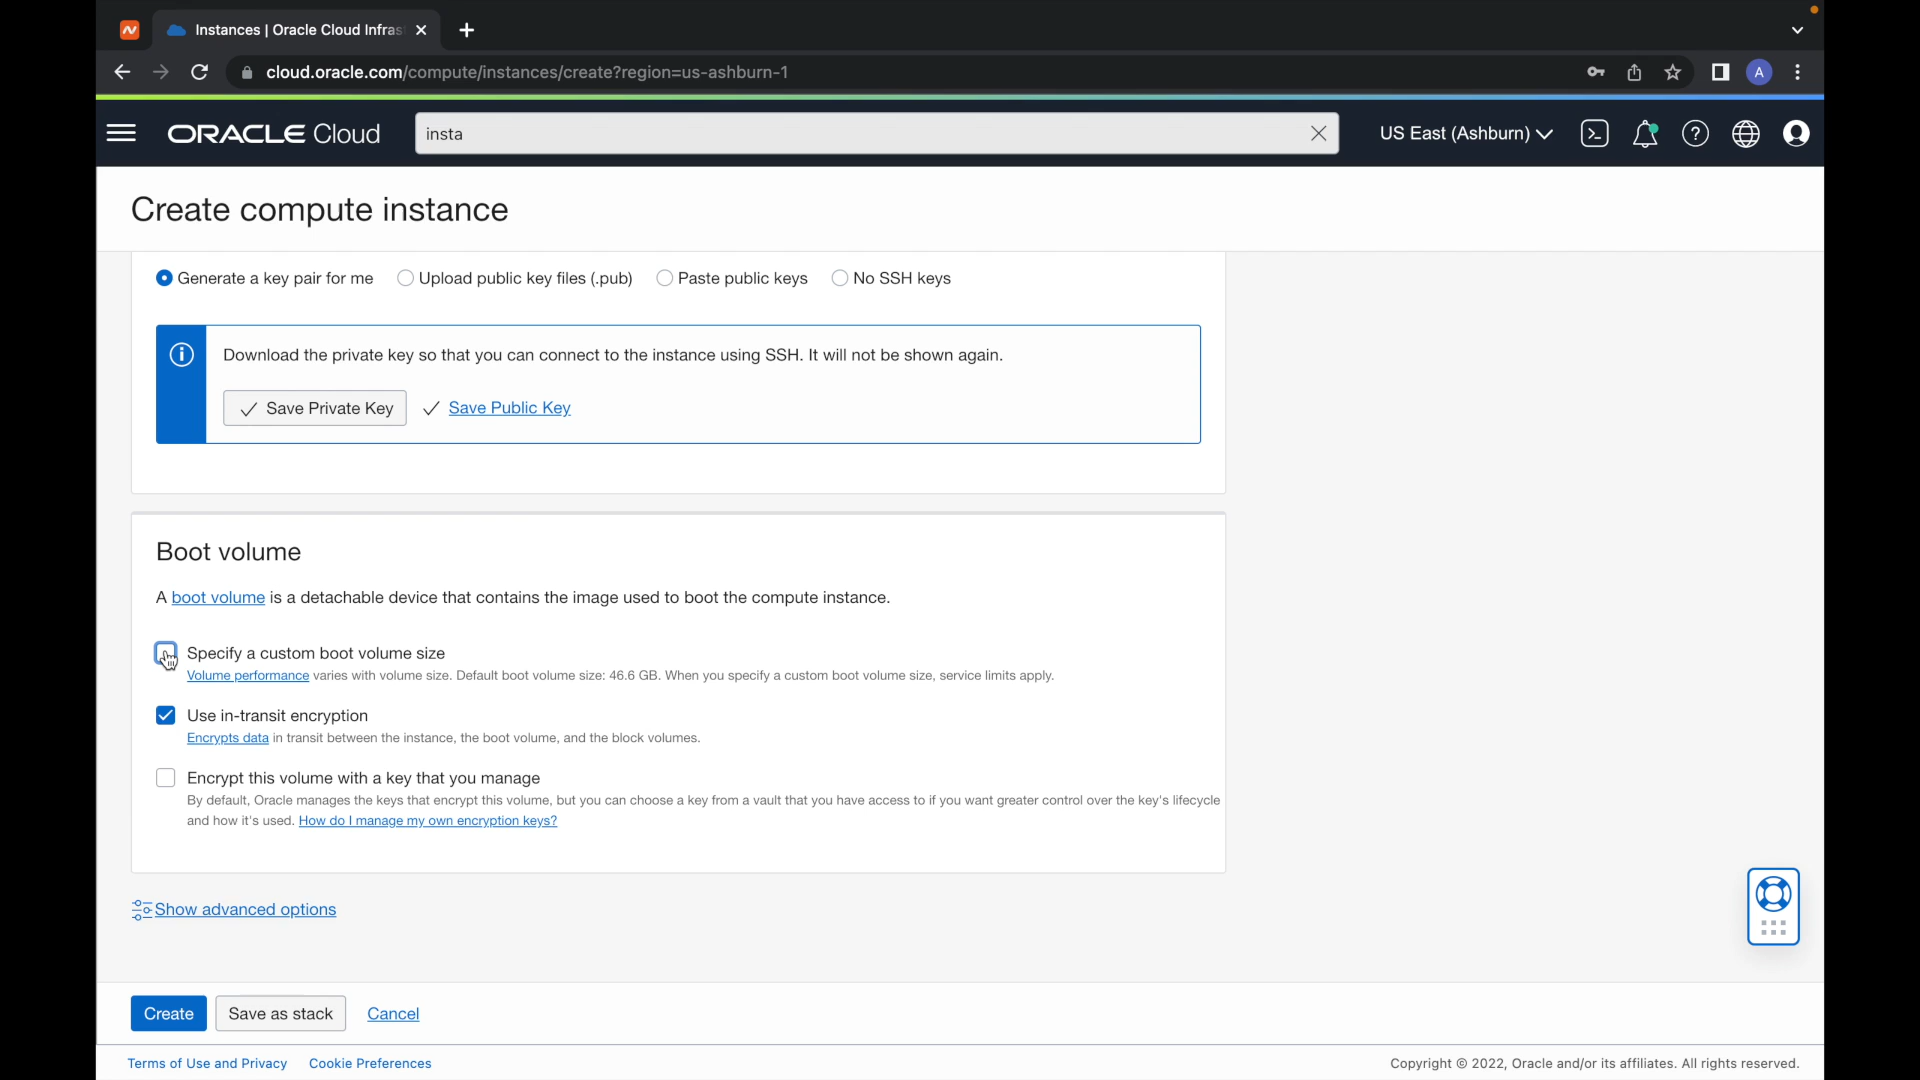 Instances | Oracle Cloud Infras
cloud.oracle.com/compute/instances/create?region=us-ashburn-1
A
ORACLE Cloud
insta
US East (Ashburn)
Create compute instance
Generate a key pair for me
Upload public key files (.pub)
Paste public keys
No SSH keys
Download the private key so that you can connect to the instance using SSH. It will not be shown again.
Save Private Key
Save Public Key
Boot volume
A boot volume is a detachable device that contains the image used to boot the compute instance.
Specify a custom boot volume size
Volume performance varies with volume size. Default boot volume size: 46.6 GB. When you specify a custom boot volume size, service limits apply.
Use in-transit encryption
Encrypts data in transit between the instance, the boot volume, and the block volumes.
Encrypt this volume with a key that you manage
By default, Oracle manages the keys that encrypt this volume, but you can choose a key from a vault that you have access to if you want greater control over the key's lifecycle
and how it's used. How do I manage my own encryption keys?
Show advanced options
Create
Save as stack
Cancel
Terms of Use and Privacy
Cookie Preferences
Copyright © 2022, Oracle and/or its affiliates. All rights reserved.